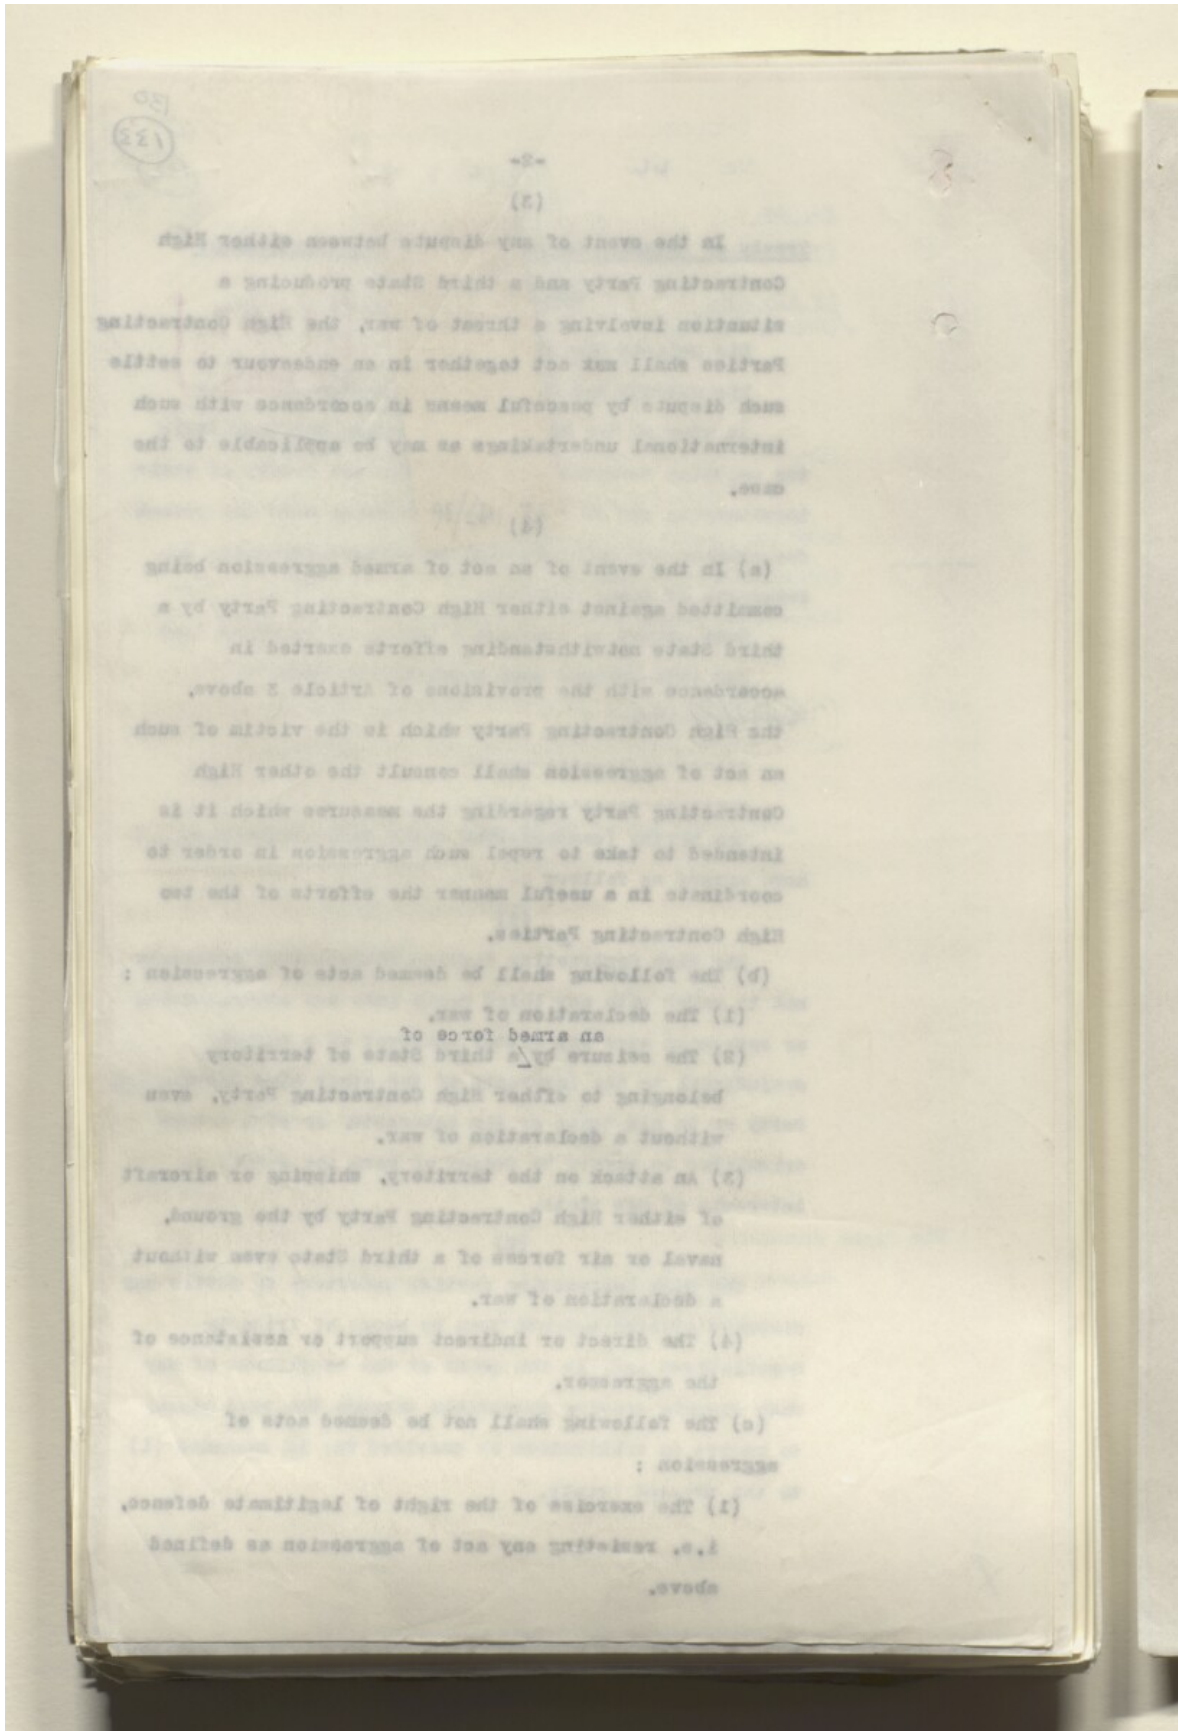 130
133
-2-
(3)
In the event of any dispute between either High
Contracting Party and a third State producing a
situation involving a threat of war, the High Contracting
Parties shall act together in an endeavour to settle
such dispute by peaceful means in accordance with such
international undertakings as may be applicable to the
case.
(4)
(a) In the event of an act of armed aggression being
committed against either High Contracting Party by a
third State notwithstanding efforts exerted in
accordance with the provisions of Article 3 above,
the High Contracting Party which is the victim of such
an act of aggression shall consult the other High
Contracting Party regarding the measures which it is
intended to take to repel such aggression in order to
coordinate in a useful manner the efforts of the two
High Contracting Parties.
(b) The following shall be deemed acts of aggression :
(1) The declaration of war.
an armed force of
(2) The seizure by/a third State of territory
belonging to either High Contracting Party, even
without a declaration of war.
(3) An attack on the territory, shipping or aircraft
of either High Contracting Party by the ground,
naval or air forces of a third State even without
a declaration of war.
(4) The direct or indirect support or assistance of
the aggressor.
(c) The following shall not be deemed acts of
aggression :
(1) The exercise of the right of legitimate defence,
i.e. resisting any act of aggression as defined
above.